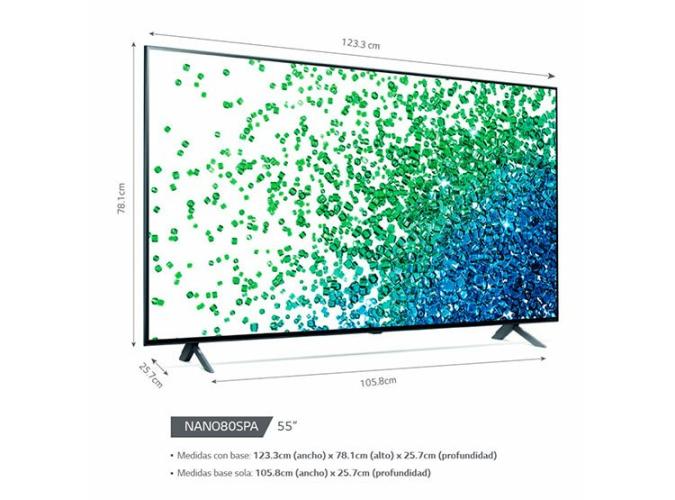 123.3 cm
78.1cm
25.7cm
105.8cm
NANO80SPA 55"
• Medidas con base: 123.3cm (ancho) x 78.1cm (alto) x 25.7cm (profundidad)
• Medidas base sola: 105.8cm (ancho) x 25.7cm (profundidad)